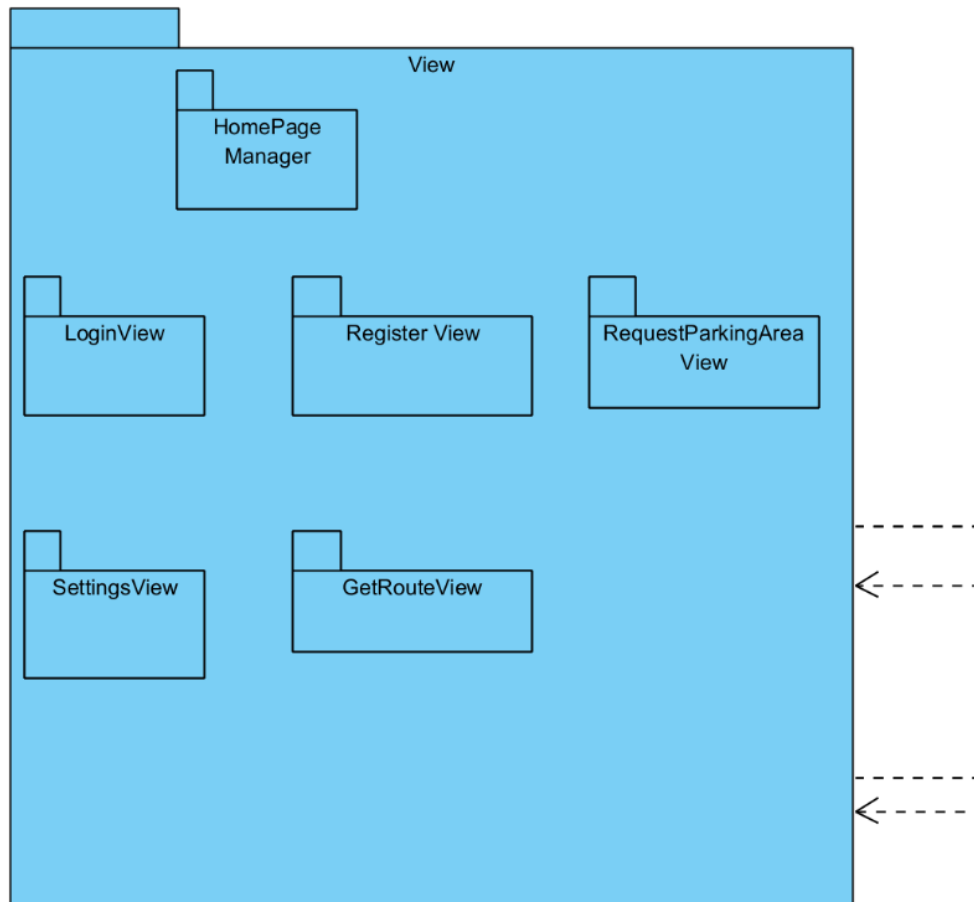 View
HomePage
Manager
LoginView
Register View
RequestParkingArea
View
SettingsView
GetRouteView